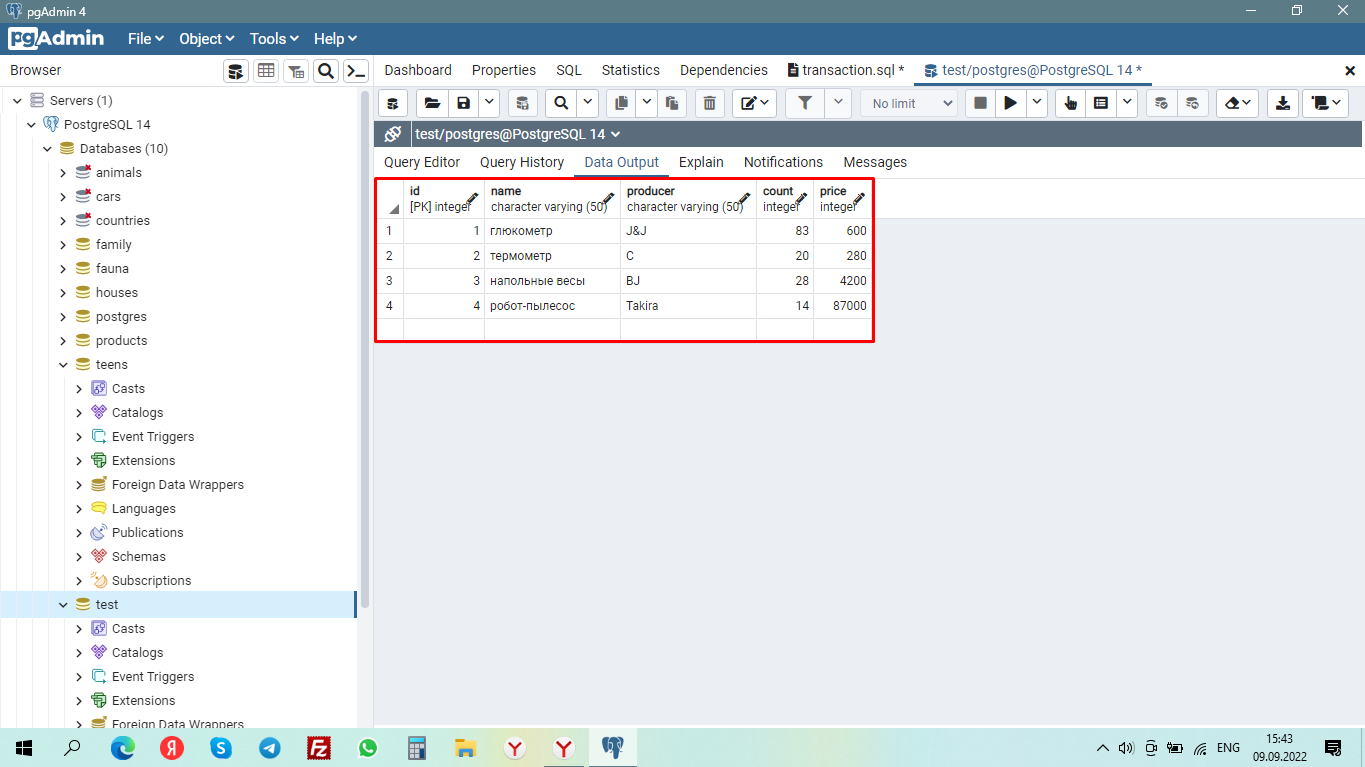 pgAdmin 4
pgAdmin File Object Tools Help
Browser
Dashboard Properties SQL Statistics Dependencies transaction.sql * test/postgres@PostgreSQL 14 *
No limit
test/postgres@PostgreSQL 14
Query Editor Query History Data Output Explain Notifications Messages
id name producer count price
[PK] integer character varying (50) character varying (50) integer integer
1 1 глюкометр J&J 83 600
2 2 термометр C 20 280
3 3 напольные весы BJ 28 4200
4 4 робот-пылесос Takira 14 87000
Servers (1)
PostgreSQL 14
Databases (10)
animals
cars
countries
family
fauna
houses
postgres
products
teens
Casts
Catalogs
Event Triggers
Extensions
Foreign Data Wrappers
Languages
Publications
Schemas
Subscriptions
test
Casts
Catalogs
Event Triggers
Extensions
Foreign Data Wrappers
ENG
15:43
09.09.2022